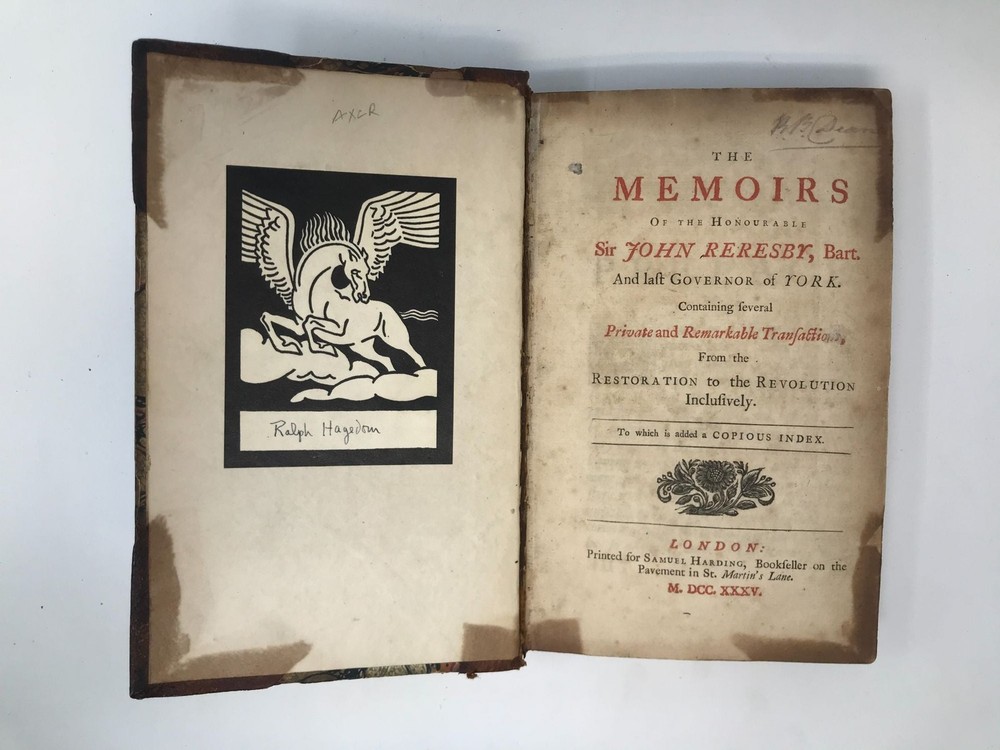 AXCR
Ralph Hagedorn
THE
MEMOIRS
OF THE HONOURABLE
Sir JOHN RERESBY, Bart.
And laſt GOVERNOR of YORK.
Containing ſeveral
Private and Remarkable Tranſactions,
From the
RESTORATION to the REVOLUTION
Incluſively.
To which is added a COPIOUS INDEX.
LONDON:
Printed for SAMUEL HARDING, Bookſeller on the
Pavement in St. Martin's Lane.
M. DCC. XXXV.